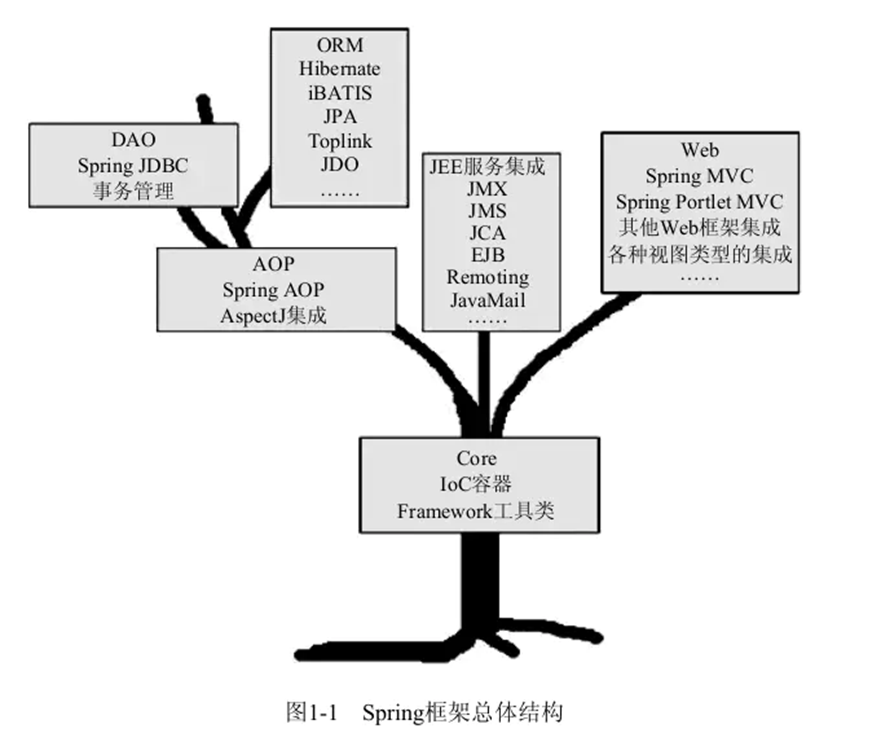 ORM
Hibernate
iBATIS
JPA
Toplink
JDO
……
DAO
Spring JDBC
事务管理
JEE服务集成
JMX
JMS
JCA
EJB
Remoting
JavaMail
……
Web
Spring MVC
Spring Portlet MVC
其他Web框架集成
各种视图类型的集成
……
AOP
Spring AOP
AspectJ集成
Core
IoC容器
Framework工具类
图1-1 Spring框架总体结构